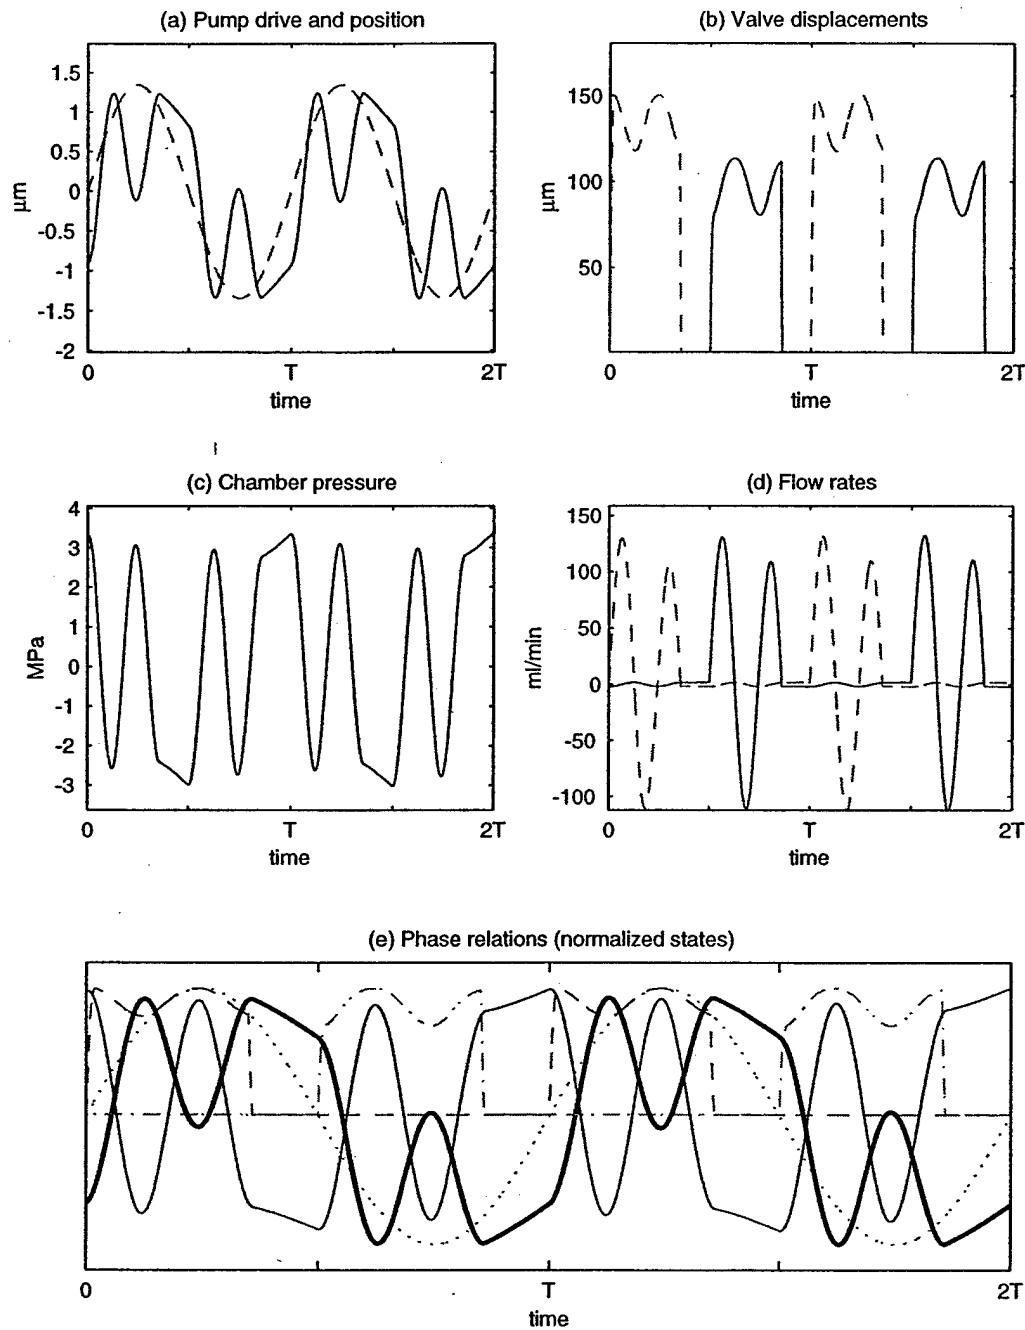 (a) Pump drive and position
1.5
1
0.5
0
-0.5
-1
-1.5
-2
μm
0 T 2T
time
(b) Valve displacements
150
100
50
μm
0 T 2T
time
(c) Chamber pressure
4
3
2
1
0
-1
-2
-3
MPa
0 T 2T
time
(d) Flow rates
150
100
50
0
-50
-100
ml/min
0 T 2T
time
(e) Phase relations (normalized states)
0 T 2T
time